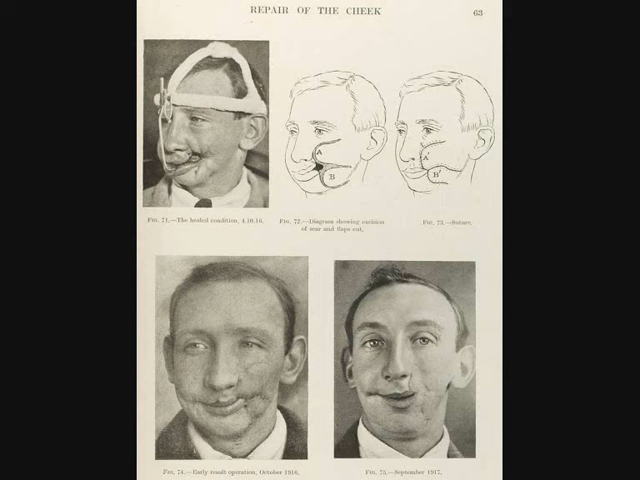 REPAIR OF THE CHEEK
63
A
B
A'
B'
FIG. 71.—The healed condition, 4.10.16.
FIG. 72.—Diagram showing excision
of scar and flaps cut.
FIG. 73.—Suture.
FIG. 74.—Early result operation, October 1916.
FIG. 75.—September 1917.